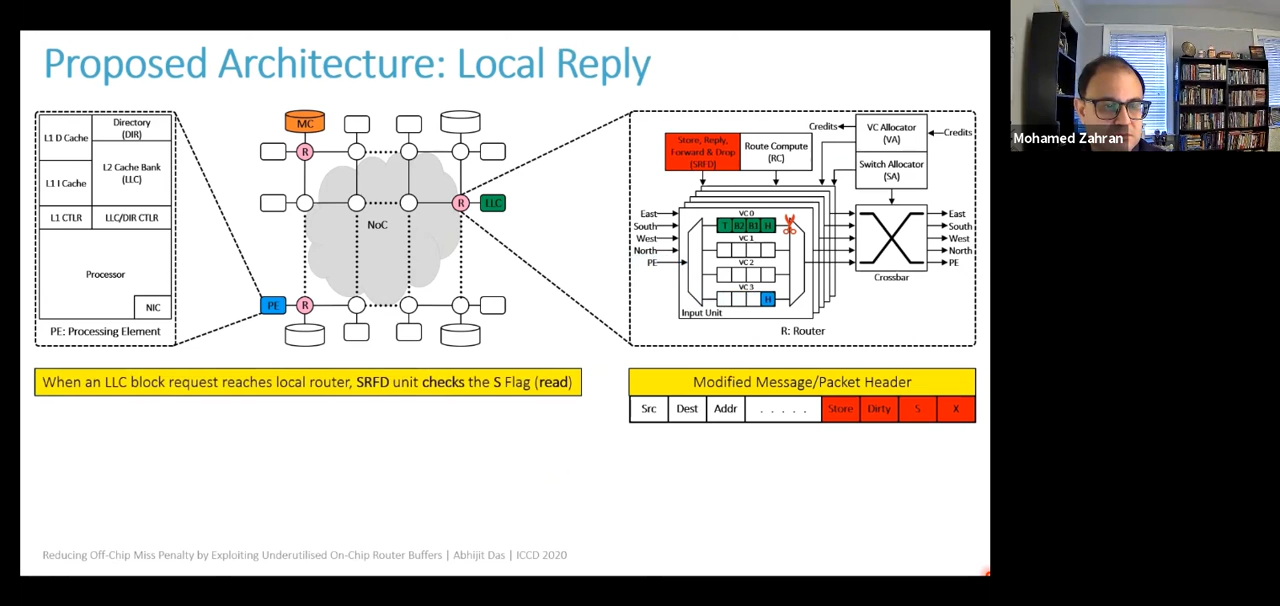 Proposed Architecture: Local Reply
Mohamed Zahran
L1 D Cache
Directory
(DIR)
L2 Cache Bank
(LLC)
L1 I Cache
L1 CTLR
LLC/DIR CTLR
Processor
NIC
PE: Processing Element
MC
R
R
LLC
NoC
PE
R
Store, Reply,
Forward & Drop
(SRFD)
Route Compute
(RC)
Credits
VC Allocator
(VA)
Credits
Switch Allocator
(SA)
East
South
West
North
PE
VC 0
T B2 B1 H
VC 1
VC 2
VC 3
H
Input Unit
Crossbar
East
South
West
North
PE
R: Router
When an LLC block request reaches local router, SRFD unit checks the S Flag (read)
Modified Message/Packet Header
Src Dest Addr . . . . . Store Dirty S X
Reducing Off-Chip Miss Penalty by Exploiting Underutilised On-Chip Router Buffers | Abhijit Das | ICCD 2020